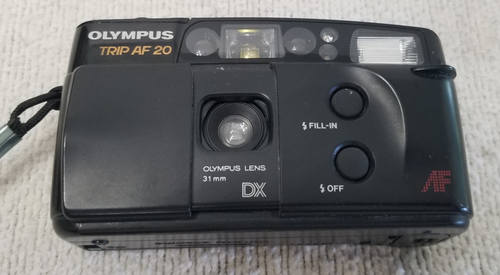 OLYMPUS
TRIP AF 20
FILL-IN
OLYMPUS LENS
31mm
DX
OFF
AF